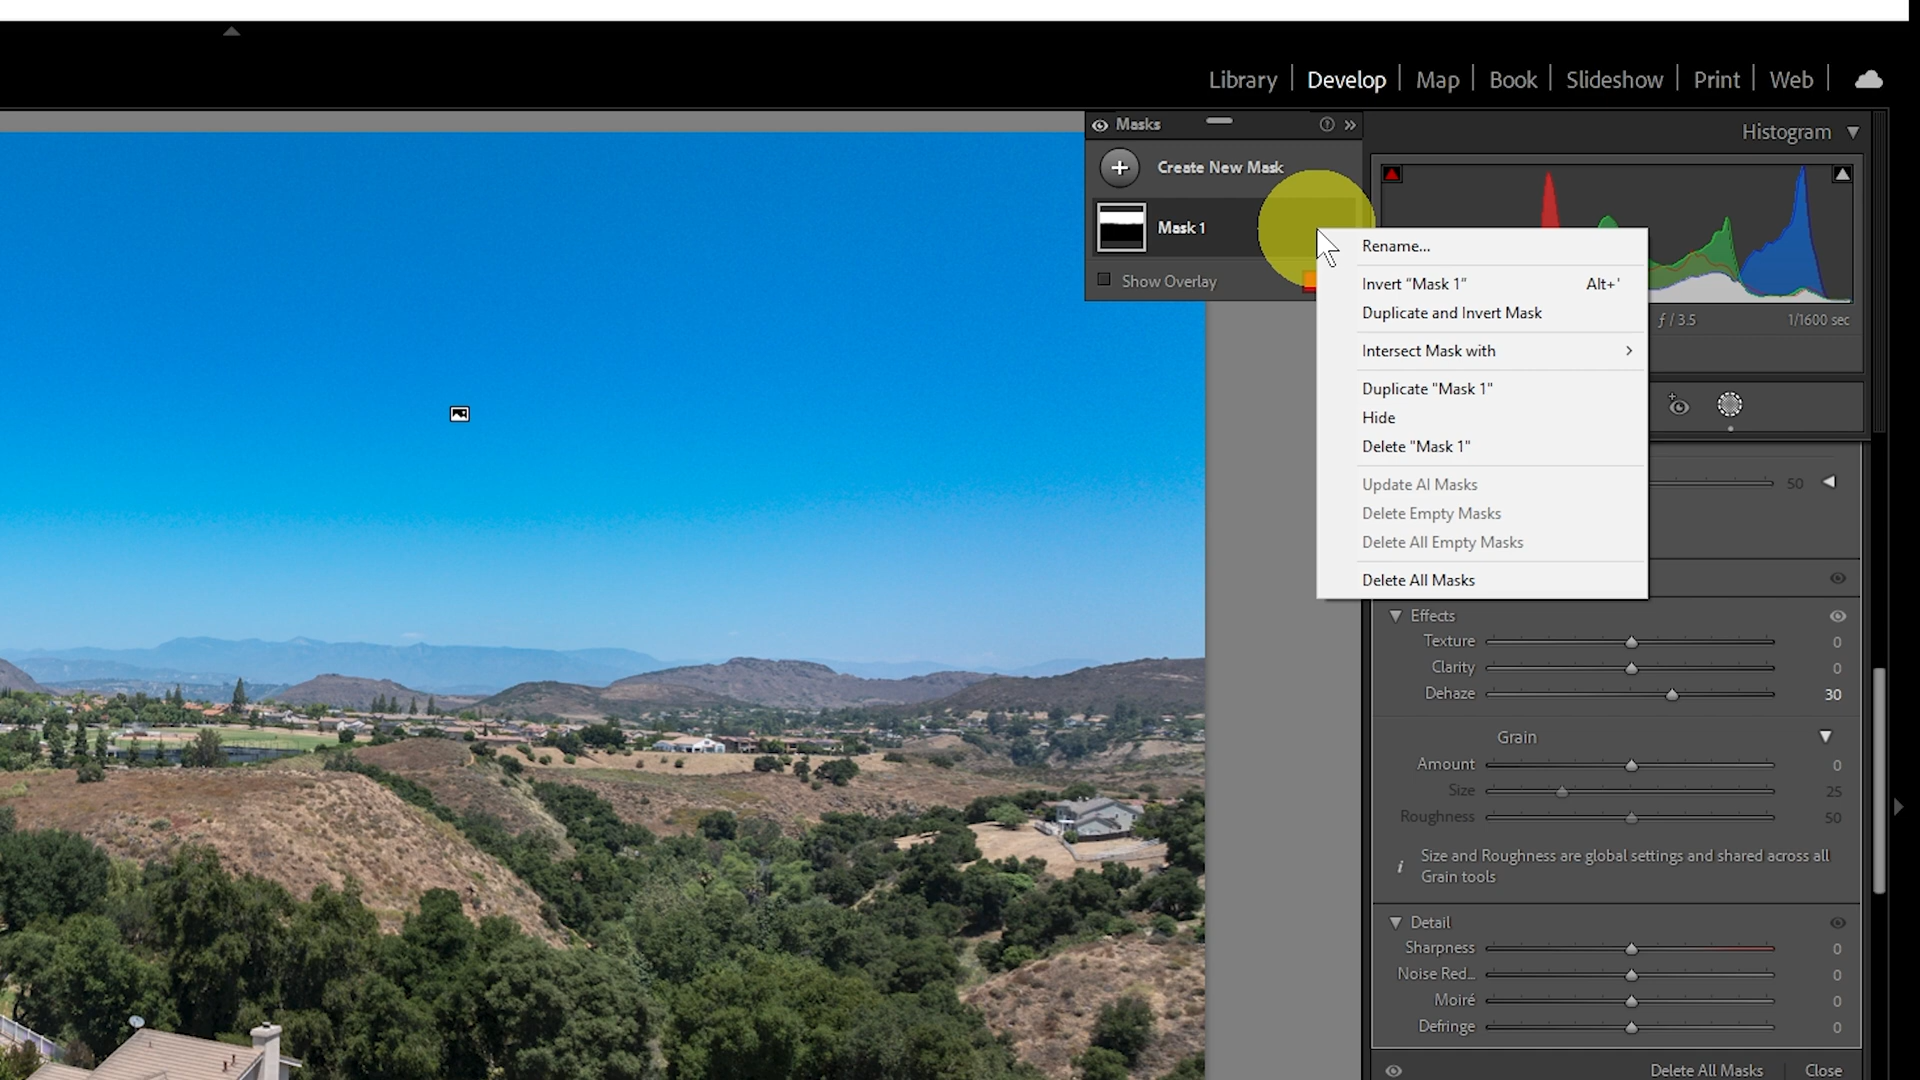 Library | Develop | Map | Book | Slideshow | Print | Web |
Masks
Create New Mask
Mask 1
Show Overlay
Rename...
Invert “Mask 1” Alt+'
Duplicate and Invert Mask
Intersect Mask with
Duplicate "Mask 1"
Hide
Delete "Mask 1"
Update AI Masks
Delete Empty Masks
Delete All Empty Masks
Delete All Masks
Histogram
ƒ / 3.5 1/1600 sec
50
Effects
Texture 0
Clarity 0
Dehaze 30
Grain
Amount 0
Size 25
Roughness 50
Size and Roughness are global settings and shared across all
Grain tools
Detail
Sharpness 0
Noise Red... 0
Moiré 0
Defringe 0
Delete All Masks Close